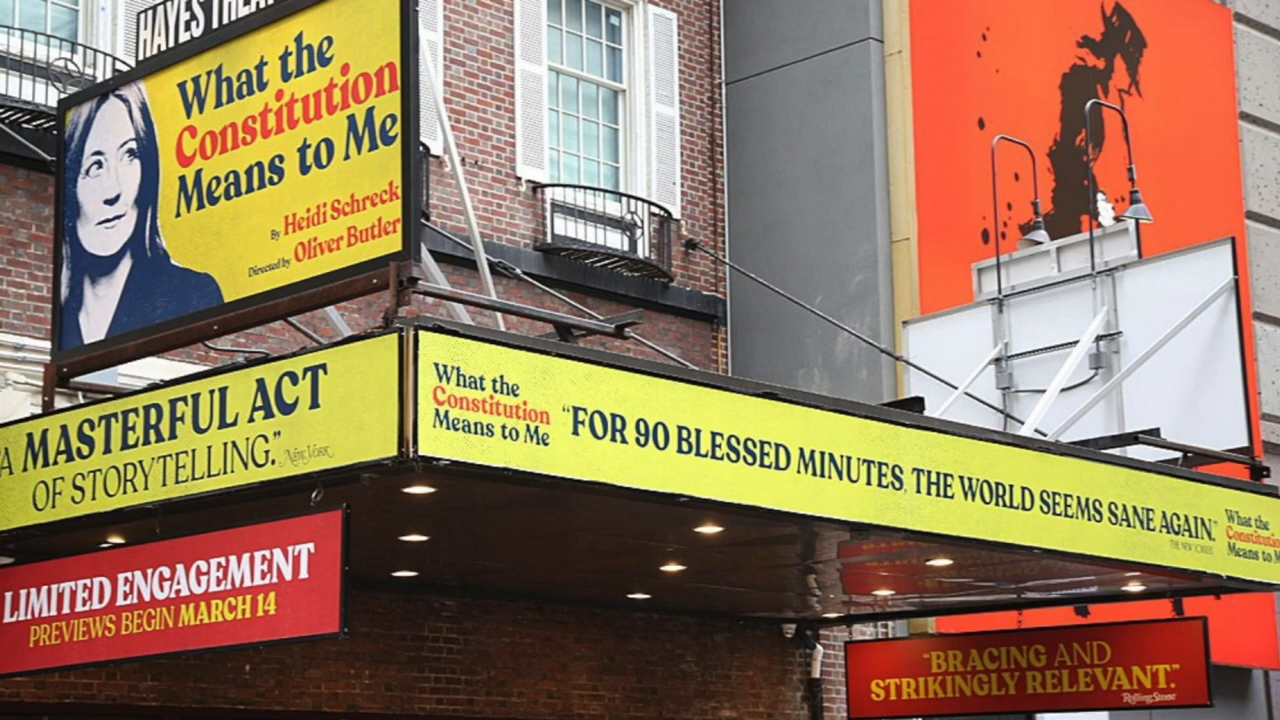 HAYES THEA
What the
Constitution
Means to Me
By Heidi Schreck
Directed by Oliver Butler
"A MASTERFUL ACT
OF STORYTELLING." NEW YORK
What the
Constitution
Means to Me
"FOR 90 BLESSED MINUTES, THE WORLD SEEMS SANE AGAIN."
THE NEW YORKER
What the
Constitutio
Means to M
LIMITED ENGAGEMENT
PREVIEWS BEGIN MARCH 14
"BRACING AND
STRIKINGLY RELEVANT."
RollingStone